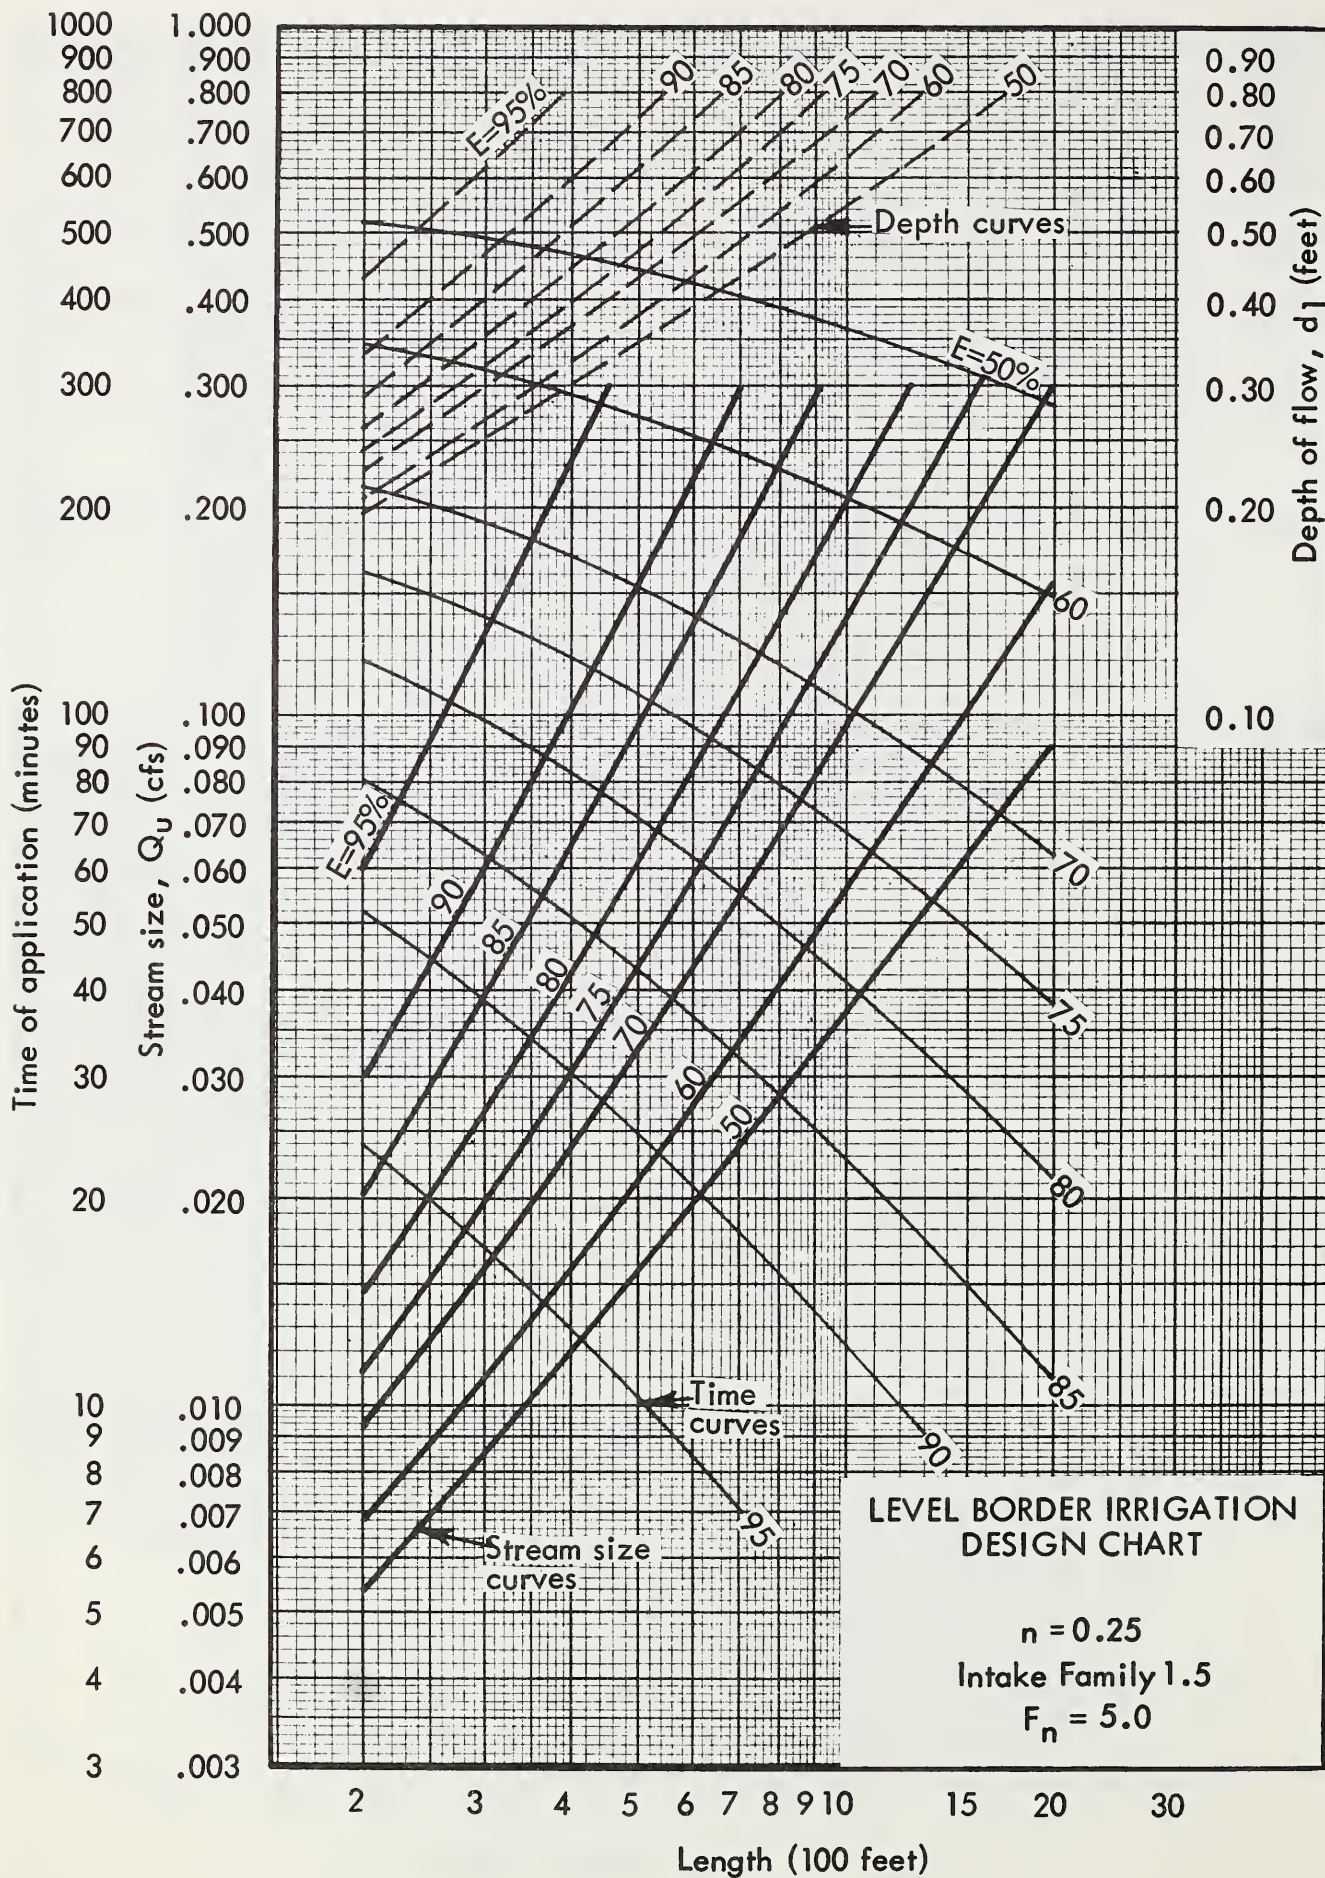 1000 1.000
900 .900 0.90
800 .800 0.80
700 .700 0.70
600 .600 0.60
500 .500 0.50
400 .400 0.40
300 .300 0.30
200 .200 0.20
100 .100 0.10
90 .090
80 .080
70 .070
60 .060
50 .050
40 .040
30 .030
20 .020
10 .010
9 .009
8 .008
7 .007
6 .006
5 .005
4 .004
3 .003
Time of application (minutes)
Stream size, Qu (cfs)
Depth of flow, d1 (feet)
E=95% 90 85 80 75 70 60 50
Depth curves
E=50%
60
70
75
80
85
90
95
E=95%
90
85
80
75
70
60
50
Time
curves
Stream size
curves
LEVEL BORDER IRRIGATION
DESIGN CHART
n = 0.25
Intake Family 1.5
Fn = 5.0
2 3 4 5 6 7 8 9 10 15 20 30
Length (100 feet)